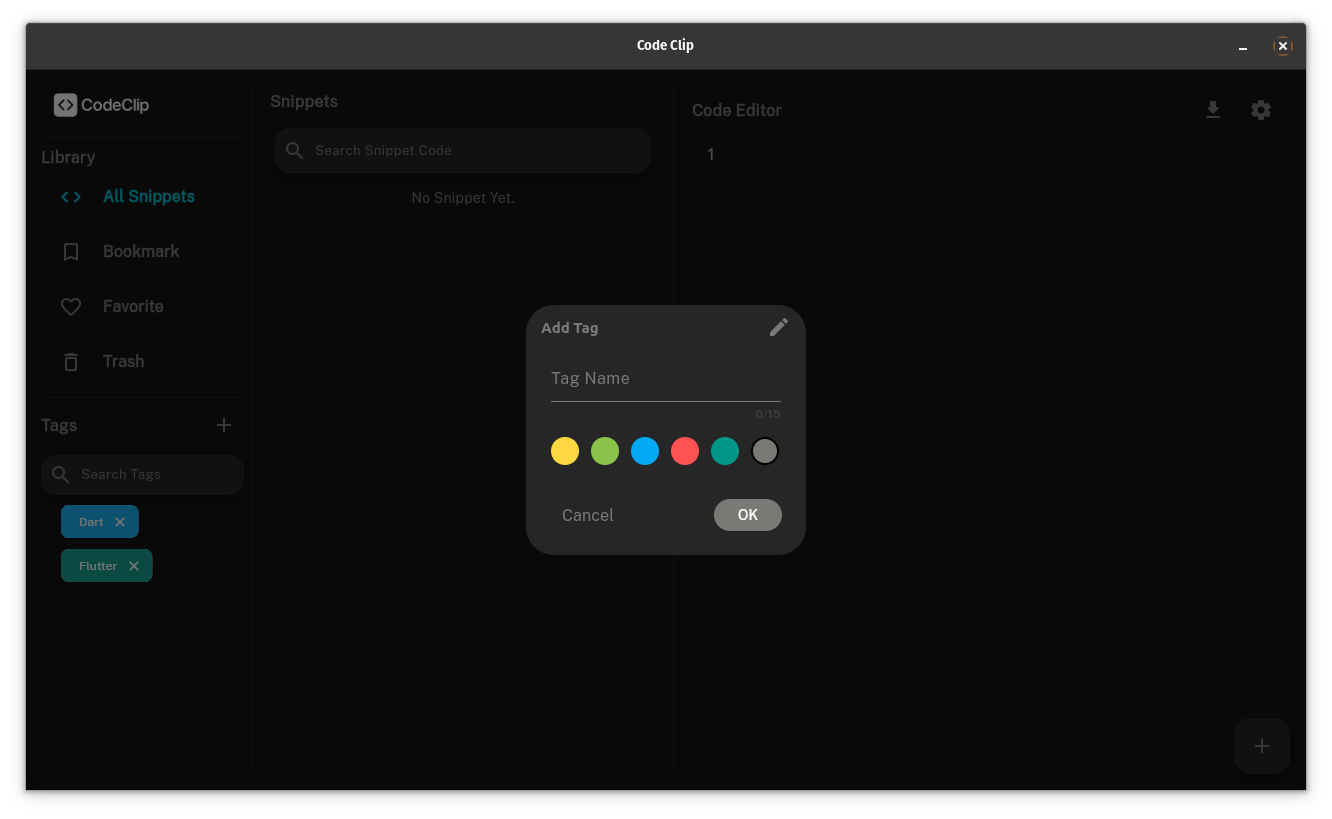 Code Clip
CodeClip
Library
All Snippets
Bookmark
Favorite
Trash
Tags
Search Tags
Dart
Flutter
Snippets
Search Snippet Code
No Snippet Yet.
Code Editor
1
Add Tag
Tag Name
0/15
Cancel
OK